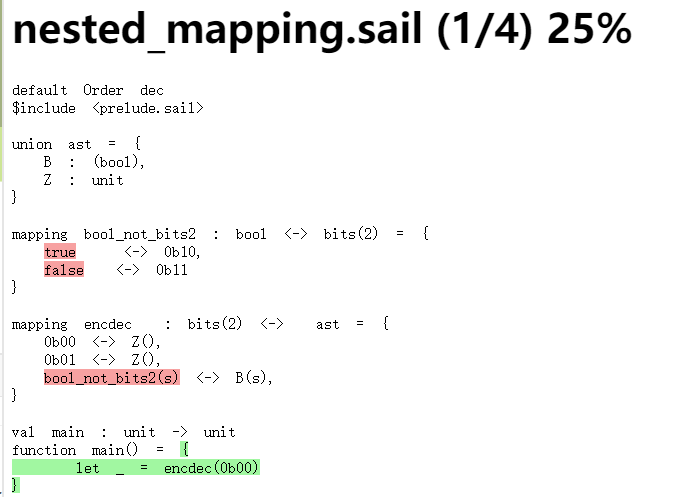 nested_mapping.sail (1/4) 25%
default Order dec
$include <prelude.sail>
union ast = {
B : (bool),
Z : unit
}
mapping bool_not_bits2 : bool <-> bits(2) = {
true <-> 0b10,
false <-> 0b11
}
mapping encdec : bits(2) <-> ast = {
0b00 <-> Z(),
0b01 <-> Z(),
bool_not_bits2(s) <-> B(s),
}
val main : unit -> unit
function main() = {
let _ = encdec(0b00)
}